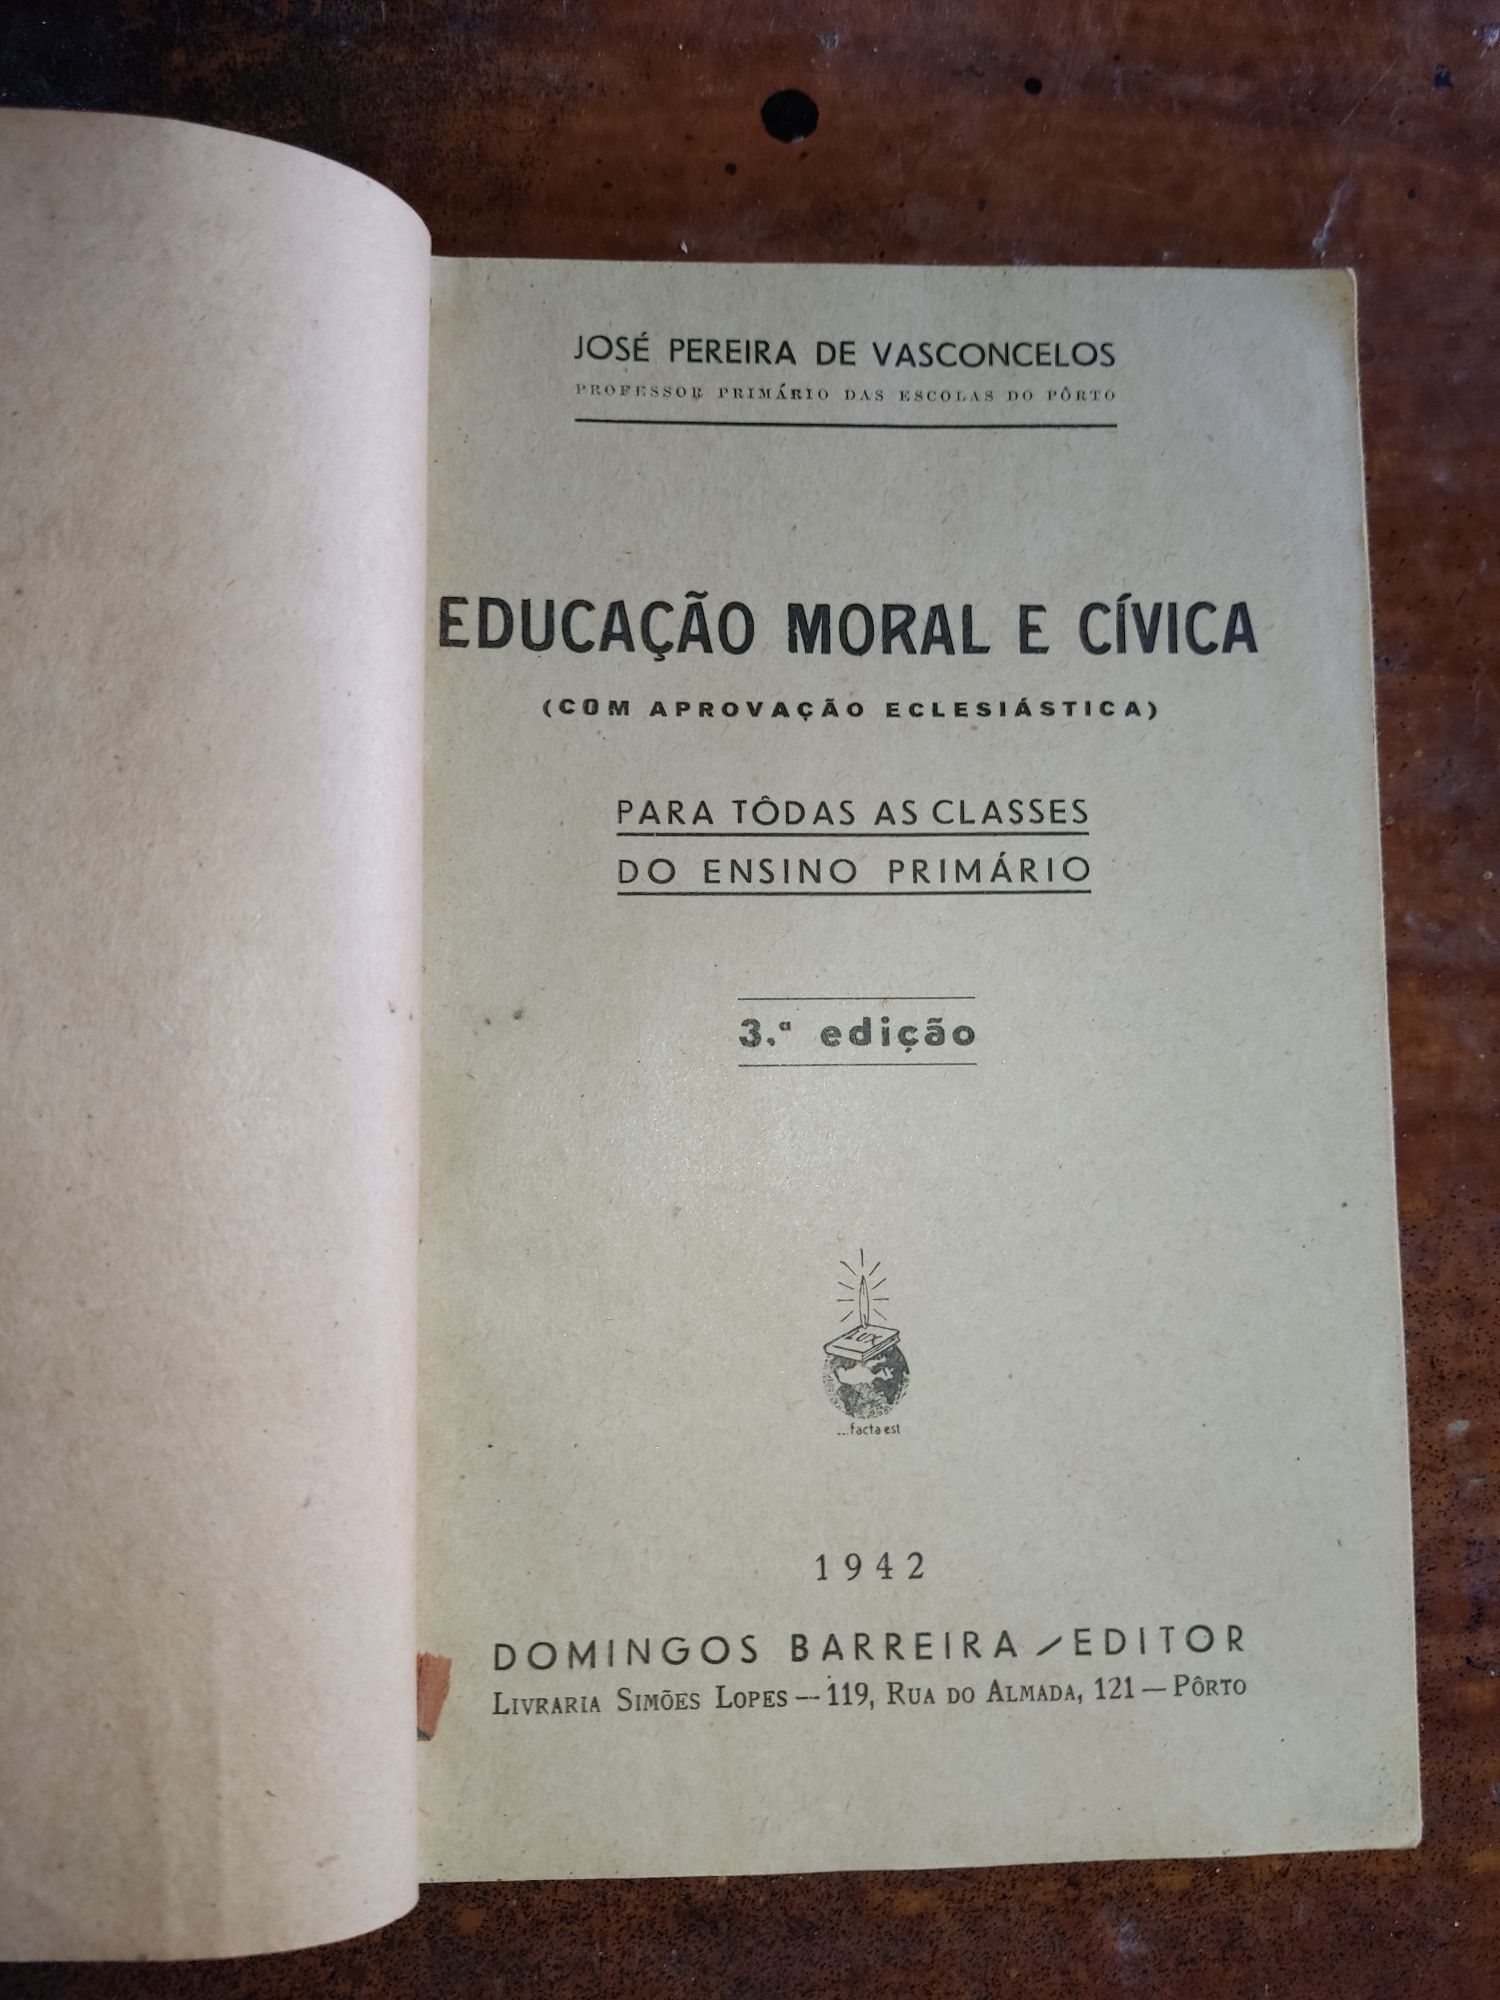 JOSÉ PEREIRA DE VASCONCELOS
PROFESSOR PRIMÁRIO DAS ESCOLAS DO PÔRTO
EDUCAÇÃO MORAL E CÍVICA
(COM APROVAÇÃO ECLESIÁSTICA)
PARA TÔDAS AS CLASSES
DO ENSINO PRIMÁRIO
3.ª edição
LUX
...facta est
1942
DOMINGOS BARREIRA / EDITOR
LIVRARIA SIMÕES LOPES — 119, RUA DO ALMADA, 121 — PÔRTO